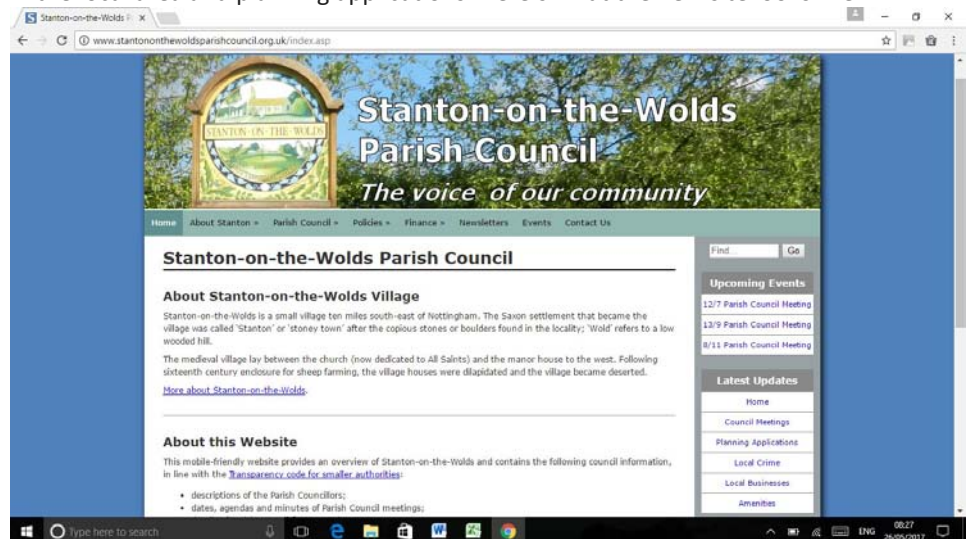 Stanton-on-the-Wolds P
www.stantononthewoldsparishcouncil.org.uk/index.asp
STANTON·ON·THE·WOLDS
Stanton-on-the-Wolds
Parish Council
The voice of our community
Home About Stanton » Parish Council » Policies » Finance » Newsletters Events Contact Us
Stanton-on-the-Wolds Parish Council
About Stanton-on-the-Wolds Village
Stanton-on-the-Wolds is a small village ten miles south-east of Nottingham. The Saxon settlement that became the
village was called 'Stanton' or 'stoney town' after the copious stones or boulders found in the locality; 'Wold' refers to a low
wooded hill.
The medieval village lay between the church (now dedicated to All Saints) and the manor house to the west. Following
sixteenth century enclosure for sheep farming, the village houses were dilapidated and the village became deserted.
More about Stanton-on-the-Wolds.
About this Website
This mobile-friendly website provides an overview of Stanton-on-the-Wolds and contains the following council information,
in line with the Transparency code for smaller authorities:
• descriptions of the Parish Councillors;
• dates, agendas and minutes of Parish Council meetings;
Find... Go
Upcoming Events
12/7 Parish Council Meeting
13/9 Parish Council Meeting
8/11 Parish Council Meeting
Latest Updates
Home
Council Meetings
Planning Applications
Local Crime
Local Businesses
Amenities
Type here to search
ENG
08:27
26/05/2017